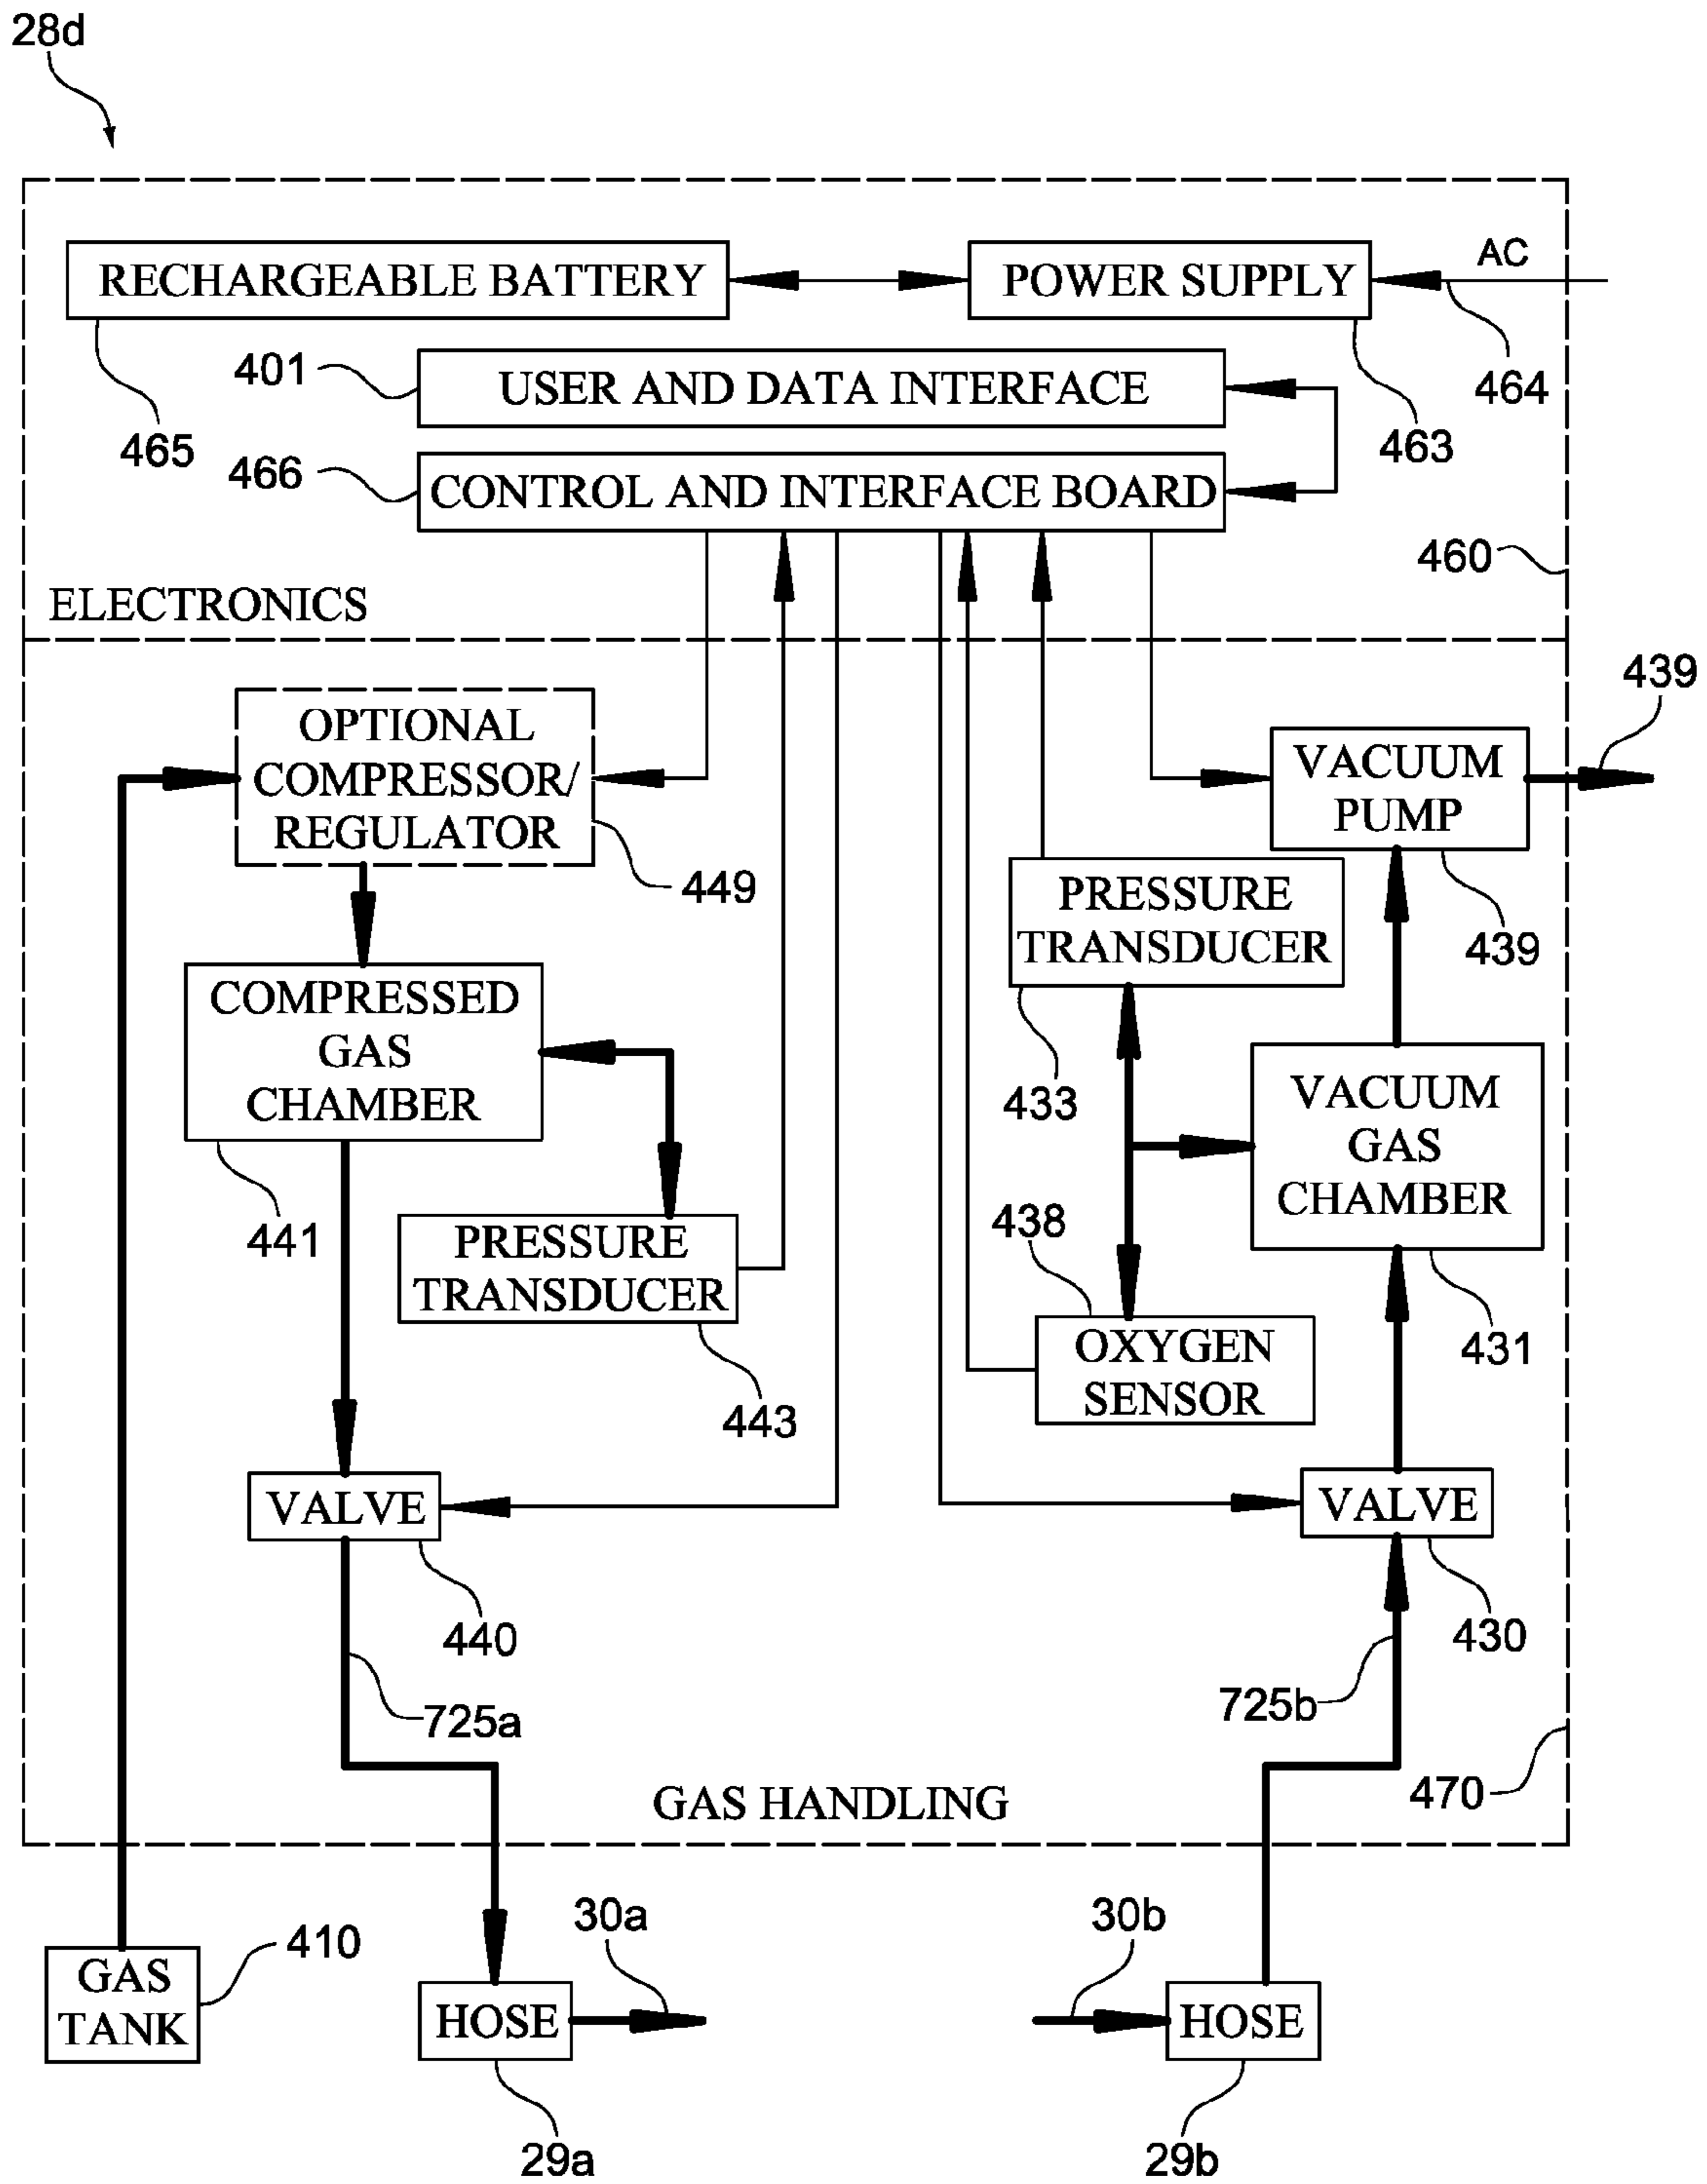 28d
RECHARGEABLE BATTERY
POWER SUPPLY
AC
464
401
USER AND DATA INTERFACE
465
463
466
CONTROL AND INTERFACE BOARD
460
ELECTRONICS
439
OPTIONAL
COMPRESSOR/
REGULATOR
449
VACUUM
PUMP
439
PRESSURE
TRANSDUCER
433
COMPRESSED
GAS
CHAMBER
441
VACUUM
GAS
CHAMBER
431
PRESSURE
TRANSDUCER
443
438
OXYGEN
SENSOR
VALVE
440
VALVE
430
725a
725b
470
GAS HANDLING
GAS
TANK
410
30a
HOSE
29a
30b
HOSE
29b